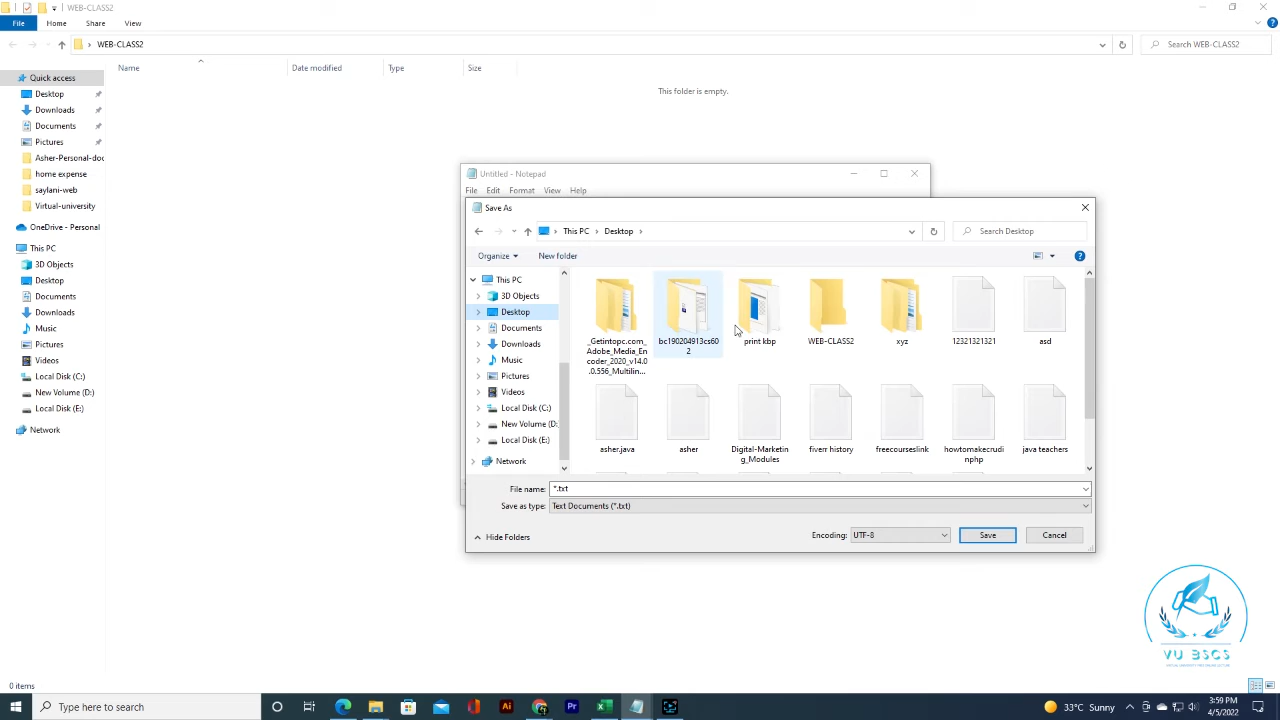 WEB-CLASS2
File Home Share View
WEB-CLASS2
Search WEB-CLASS2
Name Date modified Type Size
This folder is empty.
Quick access
Desktop
Downloads
Documents
Pictures
Asher-Personal-doc
home expense
saylani-web
Virtual-university
OneDrive - Personal
This PC
3D Objects
Desktop
Documents
Downloads
Music
Pictures
Videos
Local Disk (C:)
New Volume (D:)
Local Disk (E:)
Network
Untitled - Notepad
File Edit Format View Help
Save As
This PC Desktop
Search Desktop
Organize New folder
This PC
3D Objects
Desktop
Documents
Downloads
Music
Pictures
Videos
Local Disk (C:)
New Volume (D:
Local Disk (E:)
Network
_Getintopc.com_
Adobe_Media_En
coder_2020_v14.0
.0.556_Multilin...
bc190204913cs60
2
print kbp
WEB-CLASS2
xyz
12321321321
asd
asher.java
asher
Digital-Marketin
g_Modules
fiverr history
freecourseslink
howtomakecrudi
nphp
java teachers
File name: *.txt
Save as type: Text Documents (*.txt)
Hide Folders
Encoding: UTF-8
Save
Cancel
VU BSCS
0 items
Type here to search
Ai
Pr
33°C Sunny
3:59 PM
4/5/2022